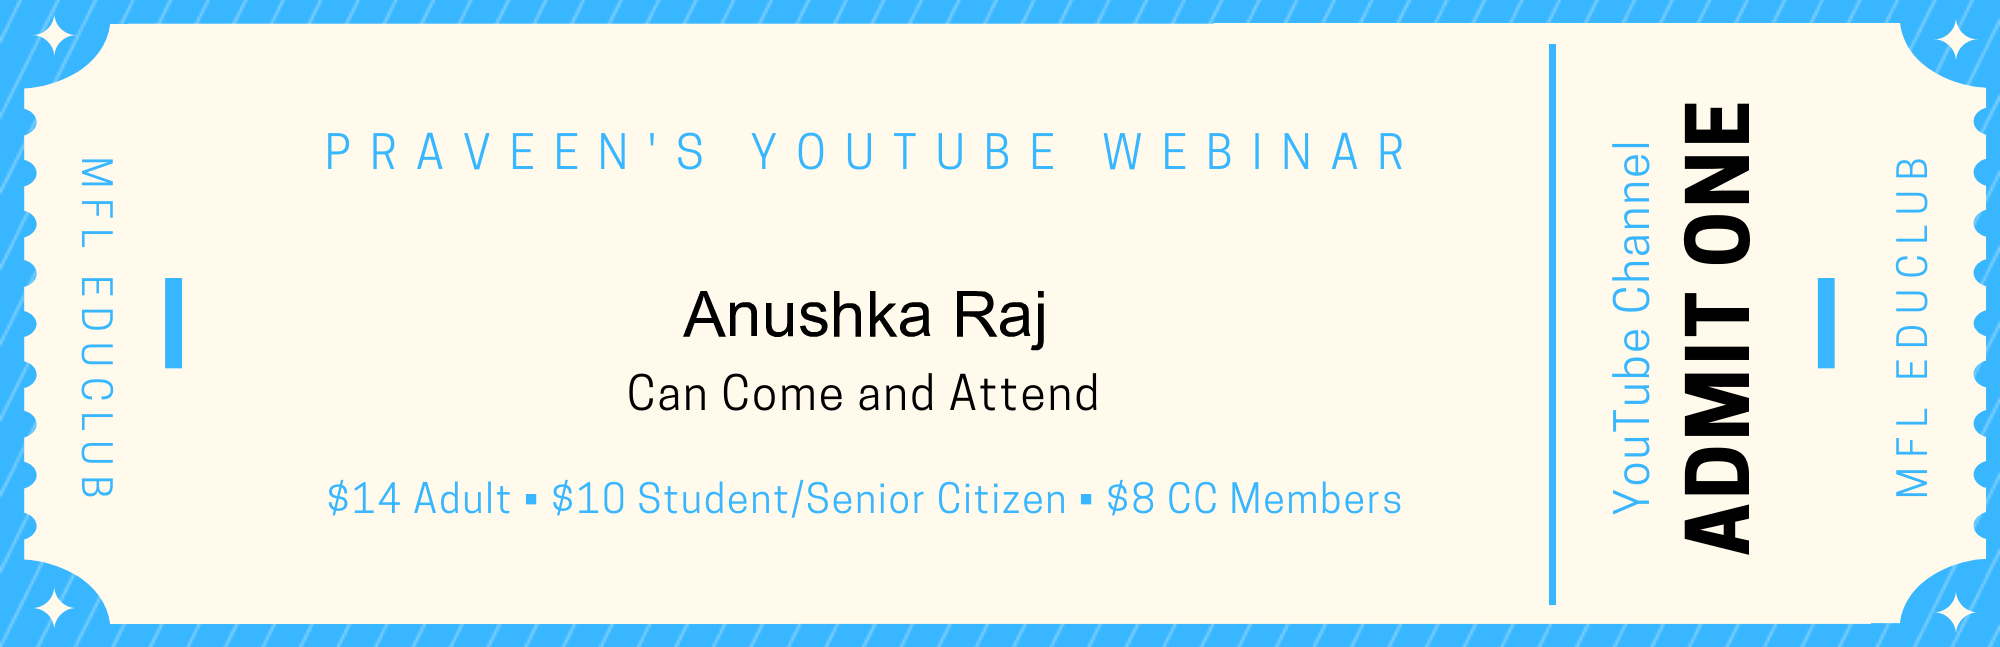 MFL EDUCLUB
PRAVEEN'S YOUTUBE WEBINAR
Anushka Raj
Can Come and Attend
$14 Adult ▪ $10 Student/Senior Citizen ▪ $8 CC Members
YouTube Channel
ADMIT ONE
MFL EDUCLUB